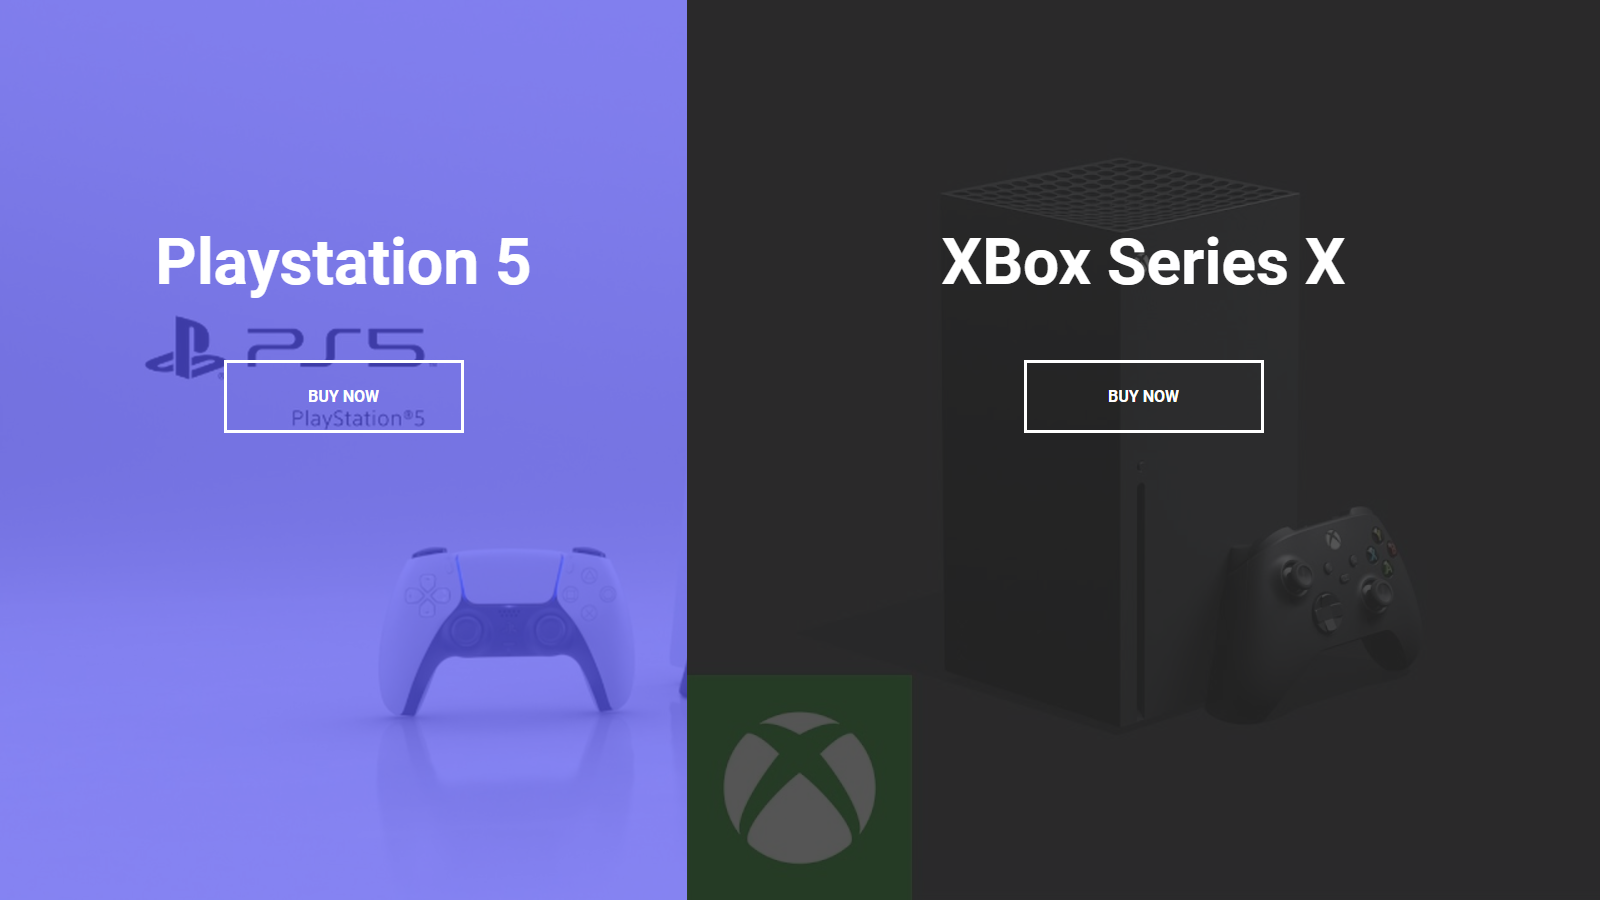 Playstation 5
PS5
BUY NOW
PlayStation®5
XBox Series X
BUY NOW